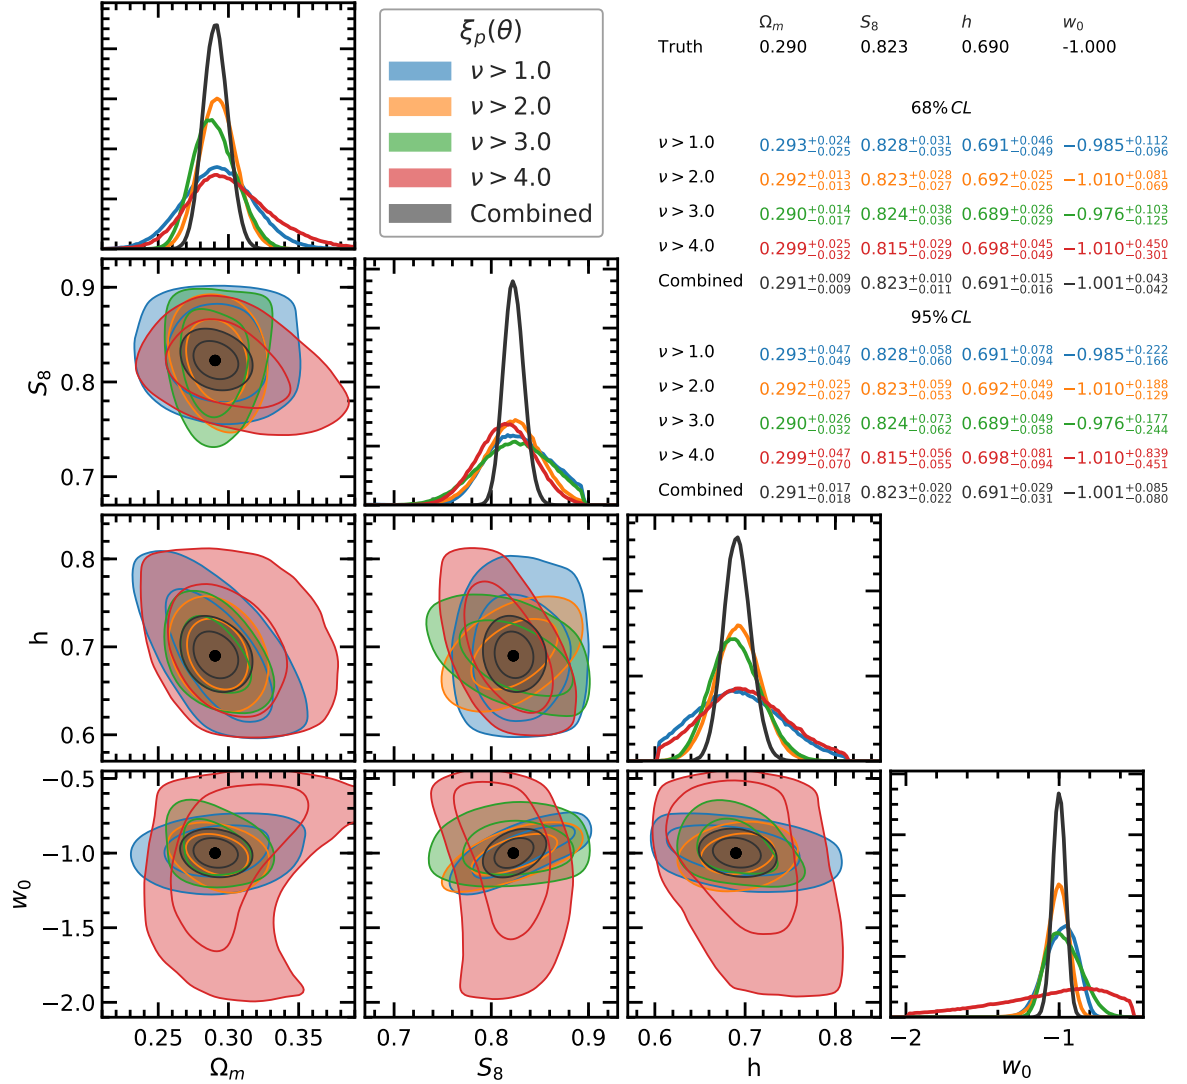 ξp(θ)
ν > 1.0
ν > 2.0
ν > 3.0
ν > 4.0
Combined
Ωm S8 h w0
Truth 0.290 0.823 0.690 -1.000
68% CL
ν > 1.0 0.293+0.024−0.025 0.828+0.031−0.035 0.691+0.046−0.049 −0.985+0.112−0.096
ν > 2.0 0.292+0.013−0.013 0.823+0.028−0.027 0.692+0.025−0.025 −1.010+0.081−0.069
ν > 3.0 0.290+0.014−0.017 0.824+0.038−0.036 0.689+0.026−0.029 −0.976+0.103−0.125
ν > 4.0 0.299+0.025−0.032 0.815+0.029−0.029 0.698+0.045−0.049 −1.010+0.450−0.301
Combined 0.291+0.009−0.009 0.823+0.010−0.011 0.691+0.015−0.016 −1.001+0.043−0.042
95% CL
ν > 1.0 0.293+0.047−0.049 0.828+0.058−0.060 0.691+0.078−0.094 −0.985+0.222−0.166
ν > 2.0 0.292+0.025−0.027 0.823+0.059−0.053 0.692+0.049−0.049 −1.010+0.188−0.129
ν > 3.0 0.290+0.026−0.032 0.824+0.073−0.062 0.689+0.049−0.058 −0.976+0.177−0.244
ν > 4.0 0.299+0.047−0.070 0.815+0.056−0.055 0.698+0.081−0.094 −1.010+0.839−0.451
Combined 0.291+0.017−0.018 0.823+0.020−0.022 0.691+0.029−0.031 −1.001+0.085−0.080
0.9
0.8
0.7
S8
0.8
0.7
0.6
h
−0.5
−1.0
−1.5
−2.0
w0
0.25 0.30 0.35
Ωm
0.7 0.8 0.9
S8
0.6 0.7 0.8
h
−2 −1
w0